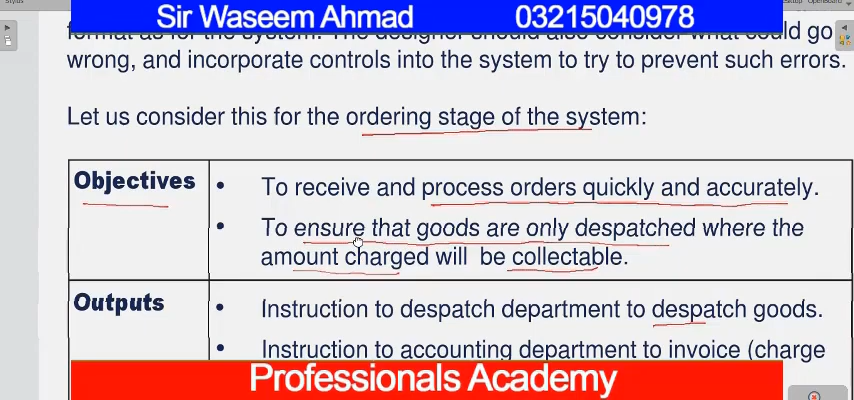 Sir Waseem Ahmad 03215040978
format as for the system. The designer should also consider what could go
wrong, and incorporate controls into the system to try to prevent such errors.
Let us consider this for the ordering stage of the system:
Objectives
• To receive and process orders quickly and accurately.
• To ensure that goods are only despatched where the
amount charged will be collectable.
Outputs
• Instruction to despatch department to despatch goods.
• Instruction to accounting department to invoice (charge
Professionals Academy